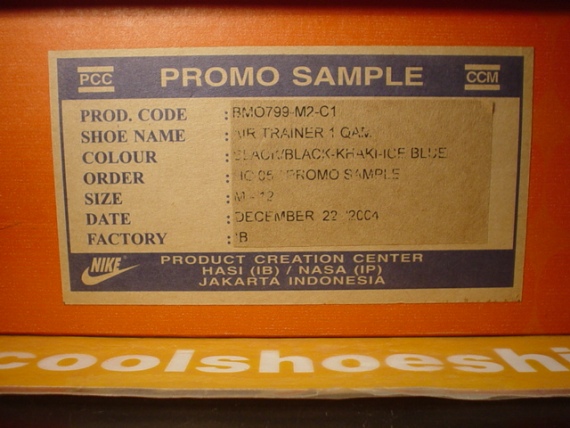 PCC PROMO SAMPLE CCM
PROD. CODE : BMO799-M2-C1
SHOE NAME : AIR TRAINER 1 QAM.
COLOUR : BLACK/BLACK-KHAKI-ICE BLUE
ORDER : HO 05 PROMO SAMPLE
SIZE : M - 12
DATE : DECEMBER 22 '2004
FACTORY : IB
NIKE
PRODUCT CREATION CENTER
HASI (IB) / NASA (IP)
JAKARTA INDONESIA
coolshoeshi